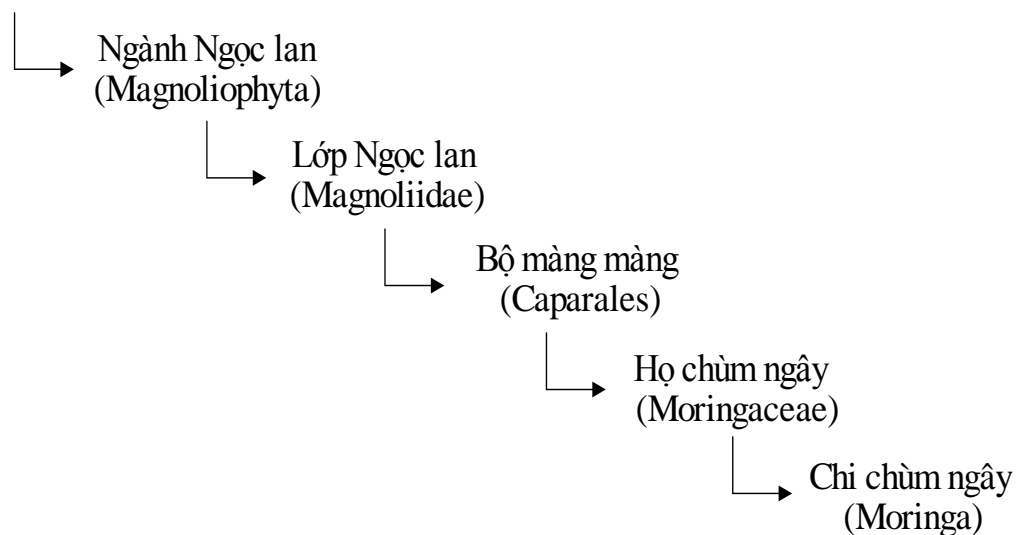 Ngành Ngọc lan
(Magnoliophyta)
Lớp Ngọc lan
(Magnoliidae)
Bộ màng màng
(Caparales)
Họ chùm ngây
(Moringaceae)
Chi chùm ngây
(Moringa)